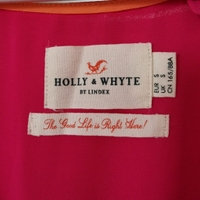 HOLLY & WHYTE
BY LINDEX
EUR S
UK S
CN 165/88A
The Good Life is Right Here!